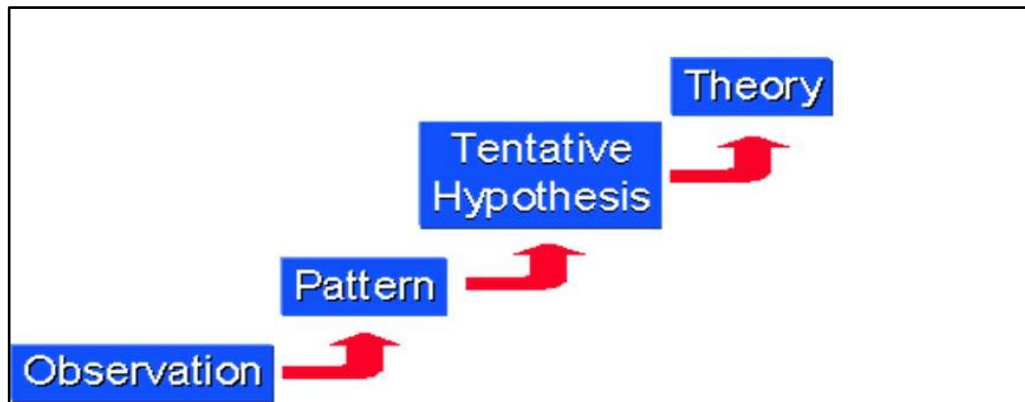 Theory
Tentative
Hypothesis
Pattern
Observation